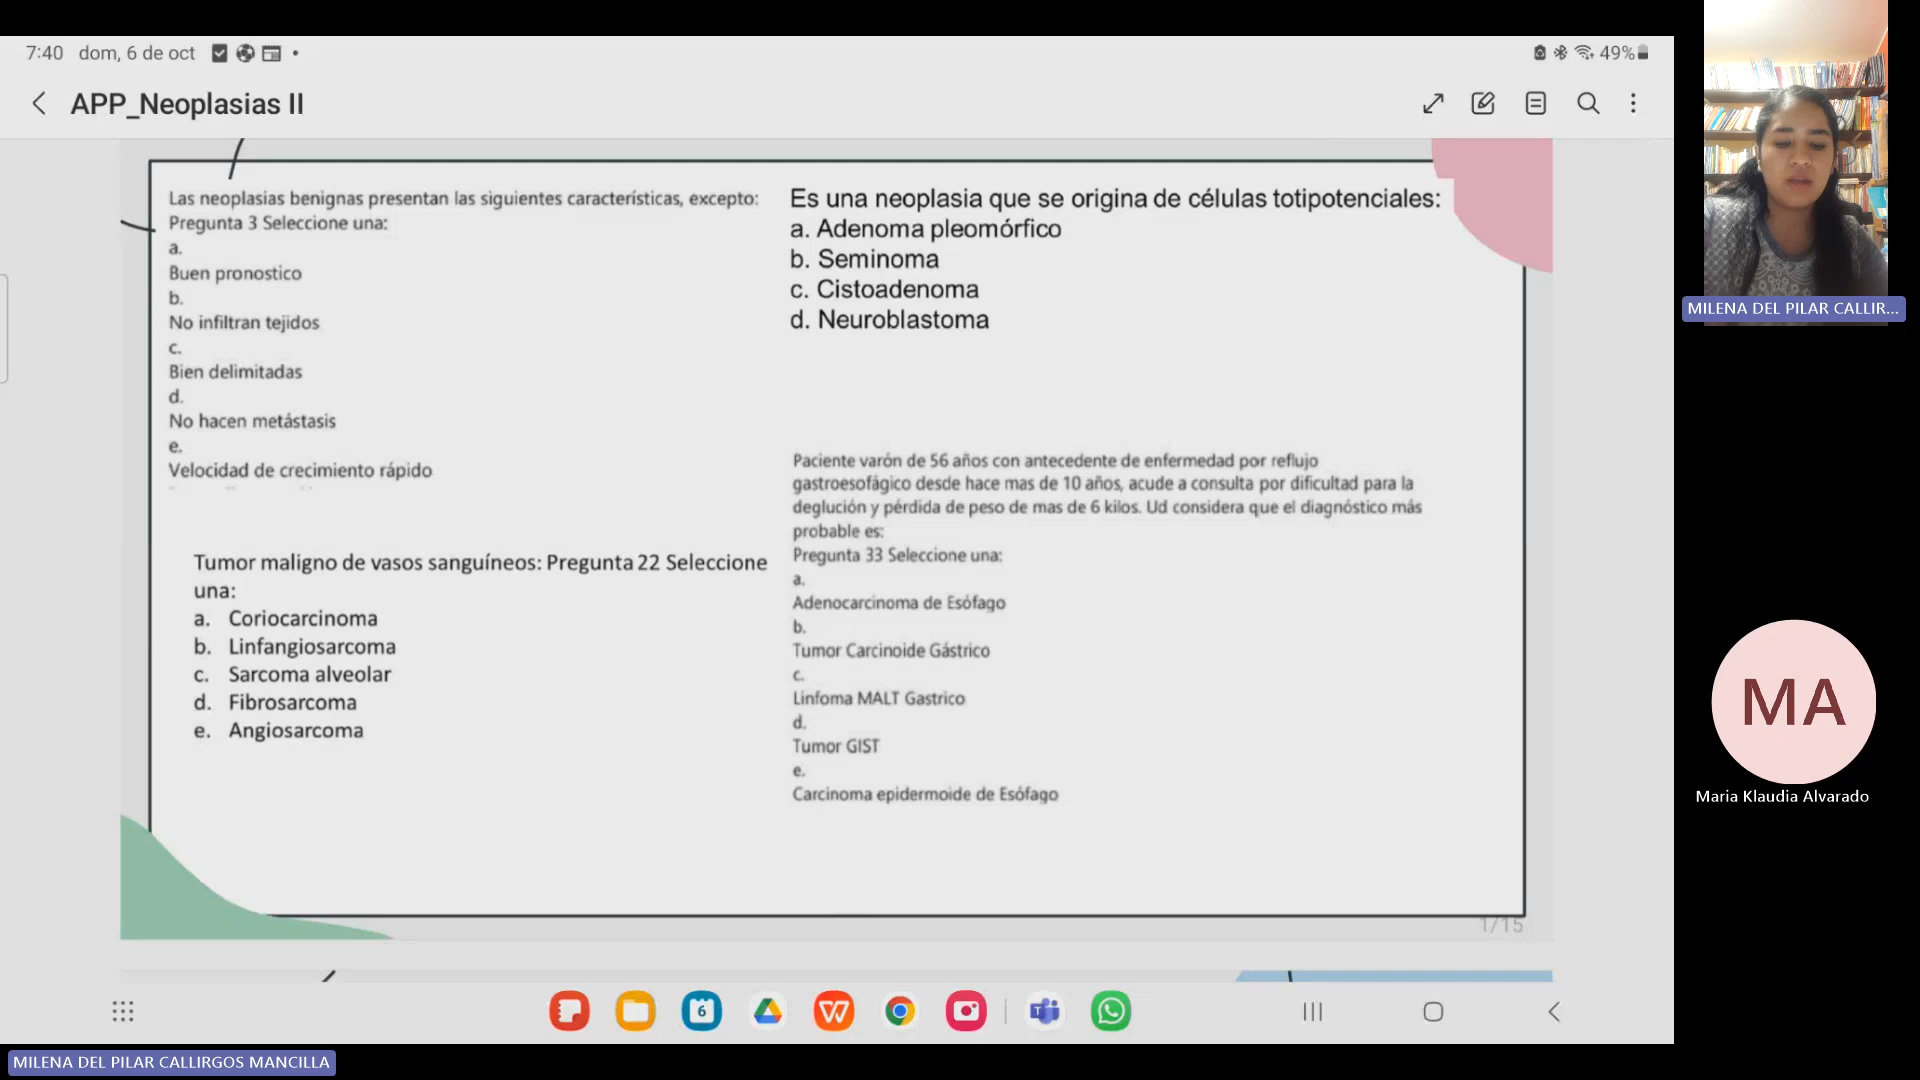 7:40 dom, 6 de oct
49%
APP_Neoplasias II
Las neoplasias benignas presentan las siguientes características, excepto:
Pregunta 3 Seleccione una:
a.
Buen pronostico
b.
No infiltran tejidos
c.
Bien delimitadas
d.
No hacen metástasis
e.
Velocidad de crecimiento rápido
Tumor maligno de vasos sanguíneos: Pregunta 22 Seleccione
una:
a. Coriocarcinoma
b. Linfangiosarcoma
c. Sarcoma alveolar
d. Fibrosarcoma
e. Angiosarcoma
Es una neoplasia que se origina de células totipotenciales:
a. Adenoma pleomórfico
b. Seminoma
c. Cistoadenoma
d. Neuroblastoma
Paciente varón de 56 años con antecedente de enfermedad por reflujo
gastroesofágico desde hace mas de 10 años, acude a consulta por dificultad para la
deglución y pérdida de peso de mas de 6 kilos. Ud considera que el diagnóstico más
probable es:
Pregunta 33 Seleccione una:
a.
Adenocarcinoma de Esófago
b.
Tumor Carcinoide Gástrico
c.
Linfoma MALT Gastrico
d.
Tumor GIST
e.
Carcinoma epidermoide de Esófago
1/15
6
MILENA DEL PILAR CALLIR...
MA
Maria Klaudia Alvarado
MILENA DEL PILAR CALLIRGOS MANCILLA